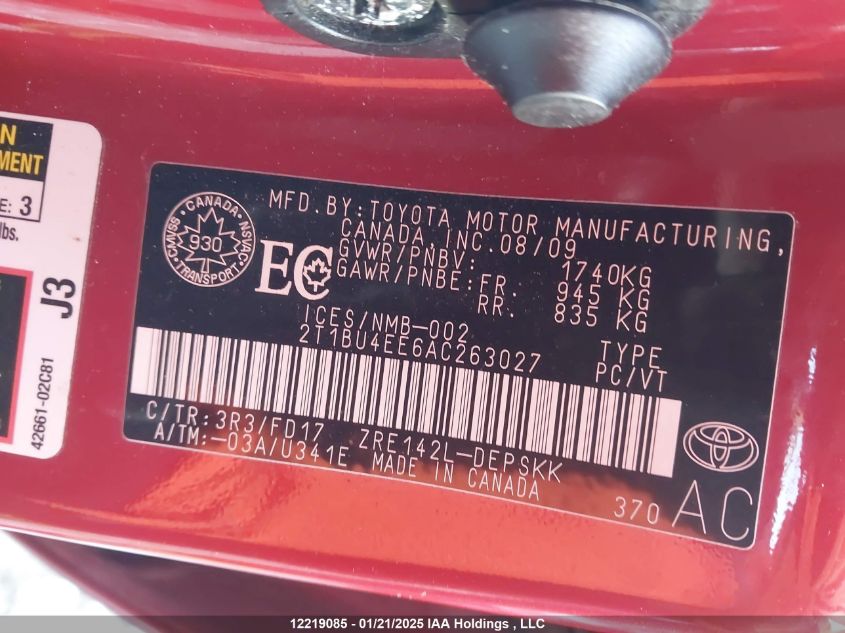 N
MENT
E: 3
lbs.
J3
42661-02C81
CANADA
CMVSS
NSVAC
930
TRANSPORT
EC
MFD.BY:TOYOTA MOTOR MANUFACTURING,
CANADA,INC.08/09
GVWR/PNBV: 1740KG
GAWR/PNBE:FR. 945 KG
RR. 835 KG
ICES/NMB-002
2T1BU4EE6AC263027
TYPE
PC/VT
C/TR:3R3/FD17 ZRE142L-DEPSKK
A/TM:-03A/U341E MADE IN CANADA
370 AC
12219085 - 01/21/2025 IAA Holdings , LLC